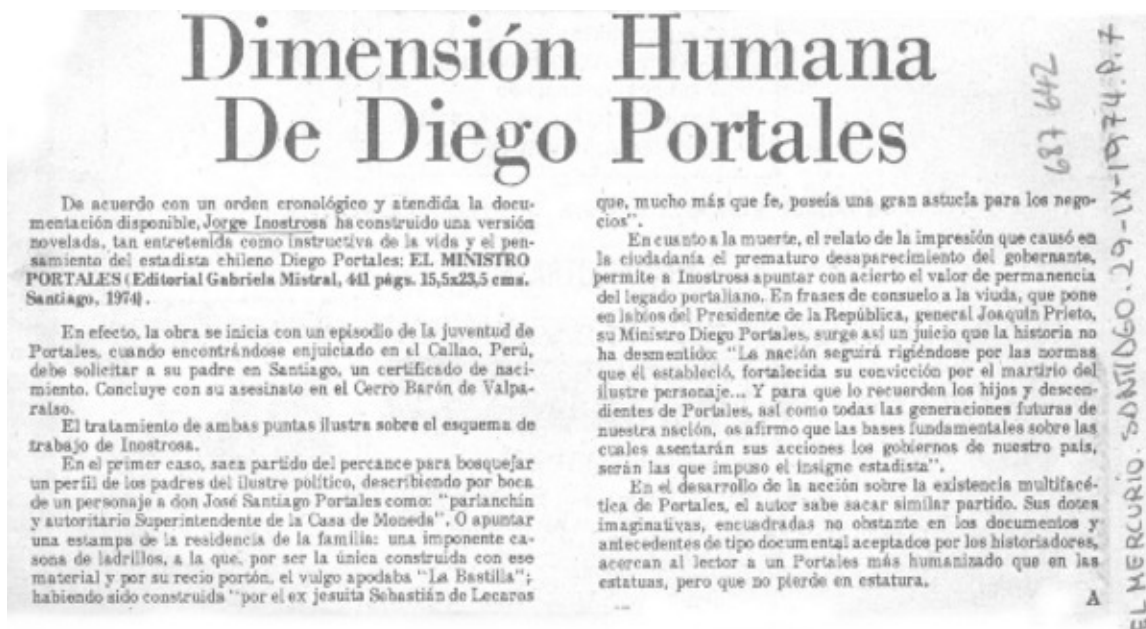 Dimensión Humana
De Diego Portales
De acuerdo con un orden cronológico y atendida la docu-
mentación disponible, Jorge Inostrosa ha construido una versión
novelada, tan entretenida como instructiva de la vida y el pen-
samiento del estadista chileno Diego Portales: EL MINISTRO
PORTALES (Editorial Gabriela Mistral, 441 págs. 15,5x23,5 cms.
Santiago, 1974).
En efecto, la obra se inicia con un episodio de la juventud de
Portales, cuando encontrándose enjuiciado en el Callao, Perú,
debe solicitar a su padre en Santiago, un certificado de naci-
miento. Concluye con su asesinato en el Cerro Barón de Valpa-
raíso.
El tratamiento de ambas puntas ilustra sobre el esquema de
trabajo de Inostrosa.
En el primer caso, saca partido del percance para bosquejar
un perfil de los padres del ilustre político, describiendo por boca
de un personaje a don José Santiago Portales como: "parlanchín
y autoritario Superintendente de la Casa de Moneda". O apuntar
una estampa de la residencia de la familia: una imponente ca-
sona de ladrillos, a la que, por ser la única construida con ese
material y por su recio portón, el vulgo apodaba "La Bastilla";
habiendo sido construida "por el ex jesuita Sebastián de Lecaros
que, mucho más que fe, poseía una gran astucia para los nego-
cios".
En cuanto a la muerte, el relato de la impresión que causó en
la ciudadanía el prematuro desaparecimiento del gobernante,
permite a Inostrosa apuntar con acierto el valor de permanencia
del legado portaliano. En frases de consuelo a la viuda, que pone
en labios del Presidente de la República, general Joaquín Prieto,
su Ministro Diego Portales, surge así un juicio que la historia no
ha desmentido: "La nación seguirá rigiéndose por las normas
que él estableció, fortalecida su convicción por el martirio del
ilustre personaje... Y para que lo recuerden los hijos y descen-
dientes de Portales, así como todas las generaciones futuras de
nuestra nación, os afirmo que las bases fundamentales sobre las
cuales asentarán sus acciones los gobiernos de nuestro país,
serán las que impuso el insigne estadista".
En el desarrollo de la acción sobre la existencia multifacé-
tica de Portales, el autor sabe sacar similar partido. Sus dotes
imaginativas, encuadradas no obstante en los documentos y
antecedentes de tipo documental aceptados por los historiadores,
acercan al lector a un Portales más humanizado que en las
estatuas, pero que no pierde en estatura.
A
687 642
EL MERCURIO. SANTIAGO. 29-IX-1974. P. 7